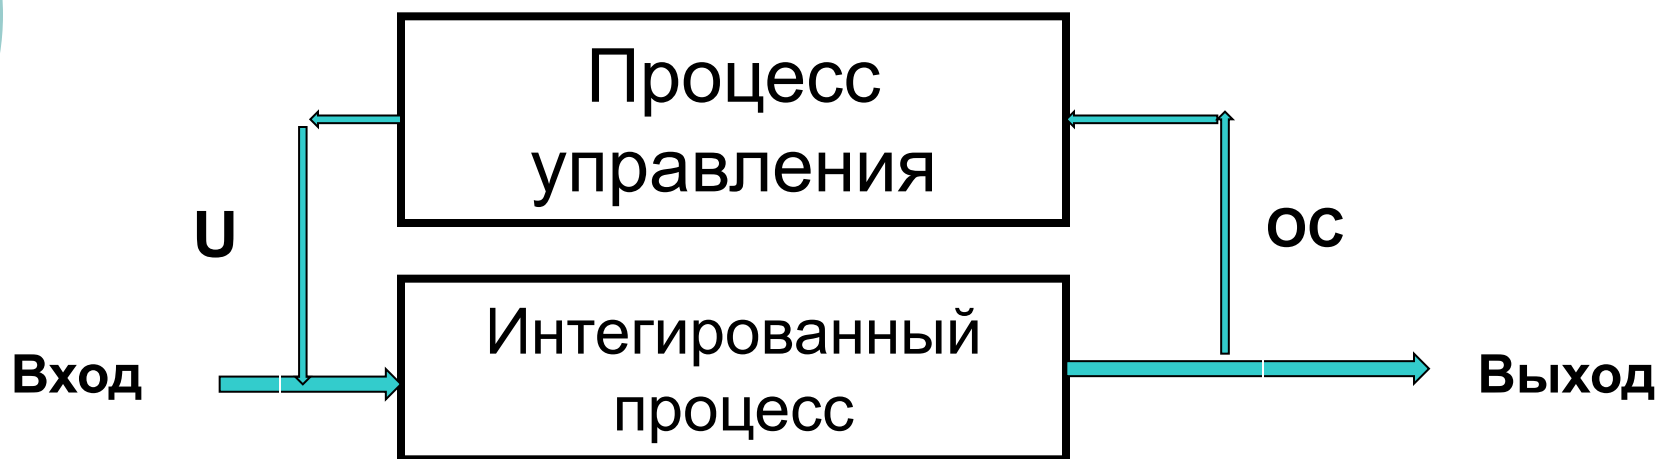 Процесс
управления
U
ОС
Интегированный
процесс
Вход
Выход